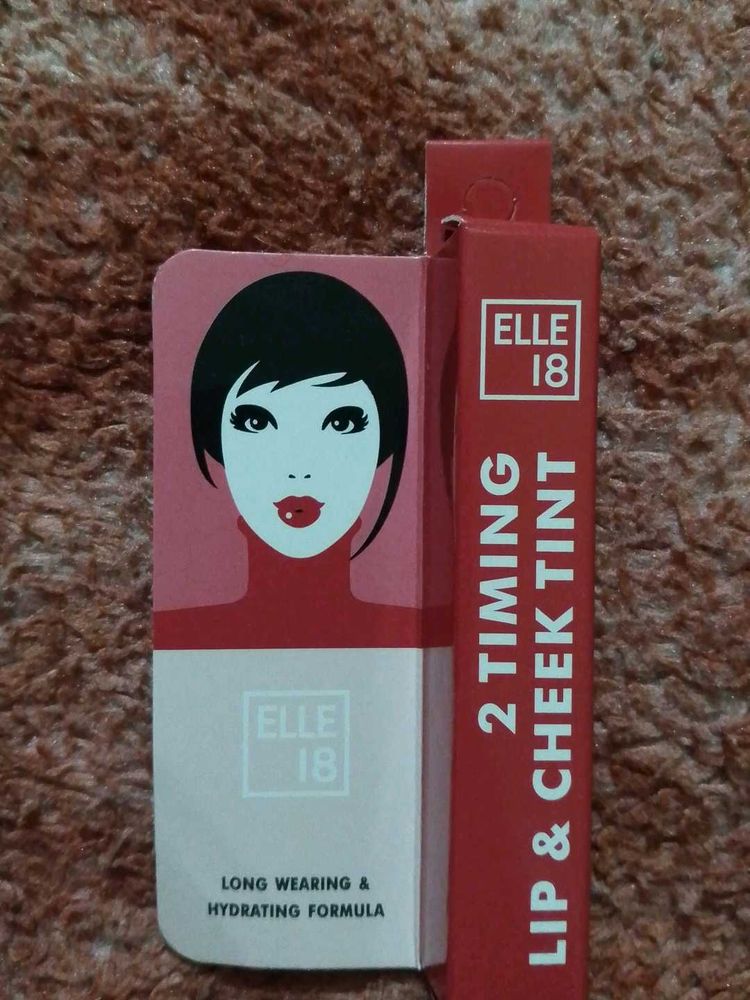 ELLE
18
2 TIMING
LIP & CHEEK TINT
ELLE
18
LONG WEARING &
HYDRATING FORMULA